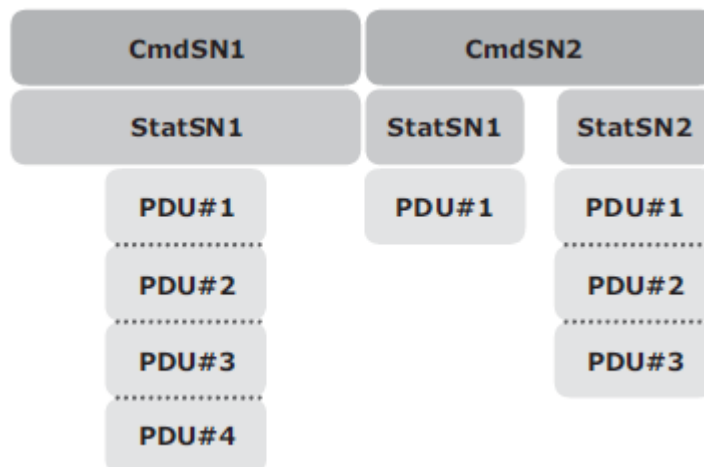 CmdSN1 CmdSN2
StatSN1 StatSN1 StatSN2
PDU#1 PDU#1 PDU#1
PDU#2 PDU#2
PDU#3 PDU#3
PDU#4